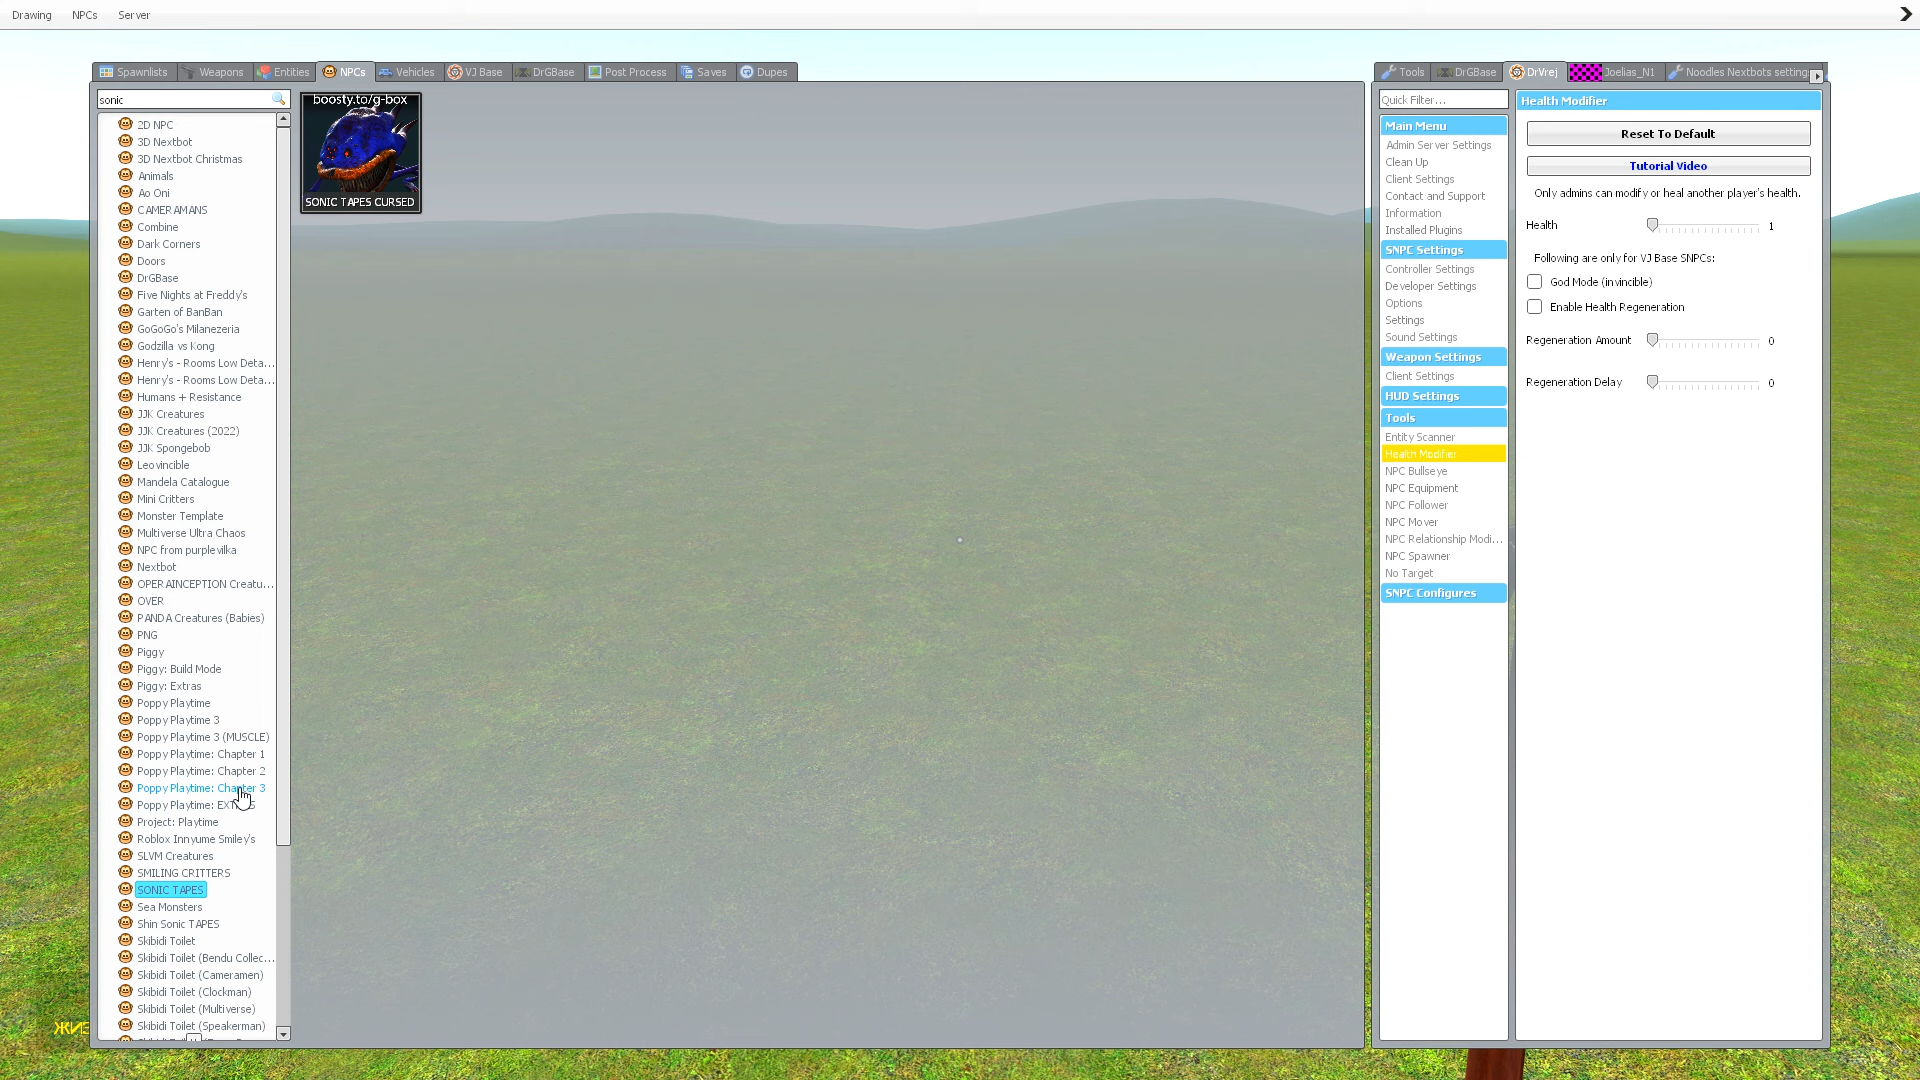 Drawing NPCs Server
Spawnlists Weapons Entities NPCs Vehicles VJ Base DrGBase Post Process Saves Dupes
sonic
2D NPC
3D Nextbot
3D Nextbot Christmas
Animals
Ao Oni
CAMERAMANS
Combine
Dark Corners
Doors
DrGBase
Five Nights at Freddy's
Garten of BanBan
GoGoGo's Milanezeria
Godzilla vs Kong
Henry's - Rooms Low Deta...
Henry's - Rooms Low Deta...
Humans + Resistance
JJK Creatures
JJK Creatures (2022)
JJK Spongebob
Leovincible
Mandela Catalogue
Mini Critters
Monster Template
Multiverse Ultra Chaos
NPC from purplevilka
Nextbot
OPERAINCEPTION Creatu...
OVER
PANDA Creatures (Babies)
PNG
Piggy
Piggy: Build Mode
Piggy: Extras
Poppy Playtime
Poppy Playtime 3
Poppy Playtime 3 (MUSCLE)
Poppy Playtime: Chapter 1
Poppy Playtime: Chapter 2
Poppy Playtime: Chapter 3
Poppy Playtime:
Project: Playtime
Roblox Innyume Smiley's
SLVM Creatures
SMILING CRITTERS
SONIC TAPES
Sea Monsters
Shin Sonic TAPES
Skibidi Toilet
Skibidi Toilet (Bendu Collec...
Skibidi Toilet (Cameramen)
Skibidi Toilet (Clockman)
Skibidi Toilet (Multiverse)
Skibidi Toilet (Speakerman)
boosty.to/g-box
SONIC TAPES CURSED
Tools DrGBase DrVrej Joelias_N1 Noodles Nextbots setting
Quick Filter...
Main Menu
Admin Server Settings
Clean Up
Client Settings
Contact and Support
Information
Installed Plugins
SNPC Settings
Controller Settings
Developer Settings
Options
Settings
Sound Settings
Weapon Settings
Client Settings
HUD Settings
Tools
Entity Scanner
Health Modifier
NPC Bullseye
NPC Equipment
NPC Follower
NPC Mover
NPC Relationship Modi...
NPC Spawner
No Target
SNPC Configures
Health Modifier
Reset To Default
Tutorial Video
Only admins can modify or heal another player's health.
Health 1
Following are only for VJ Base SNPCs:
God Mode (invincible)
Enable Health Regeneration
Regeneration Amount 0
Regeneration Delay 0